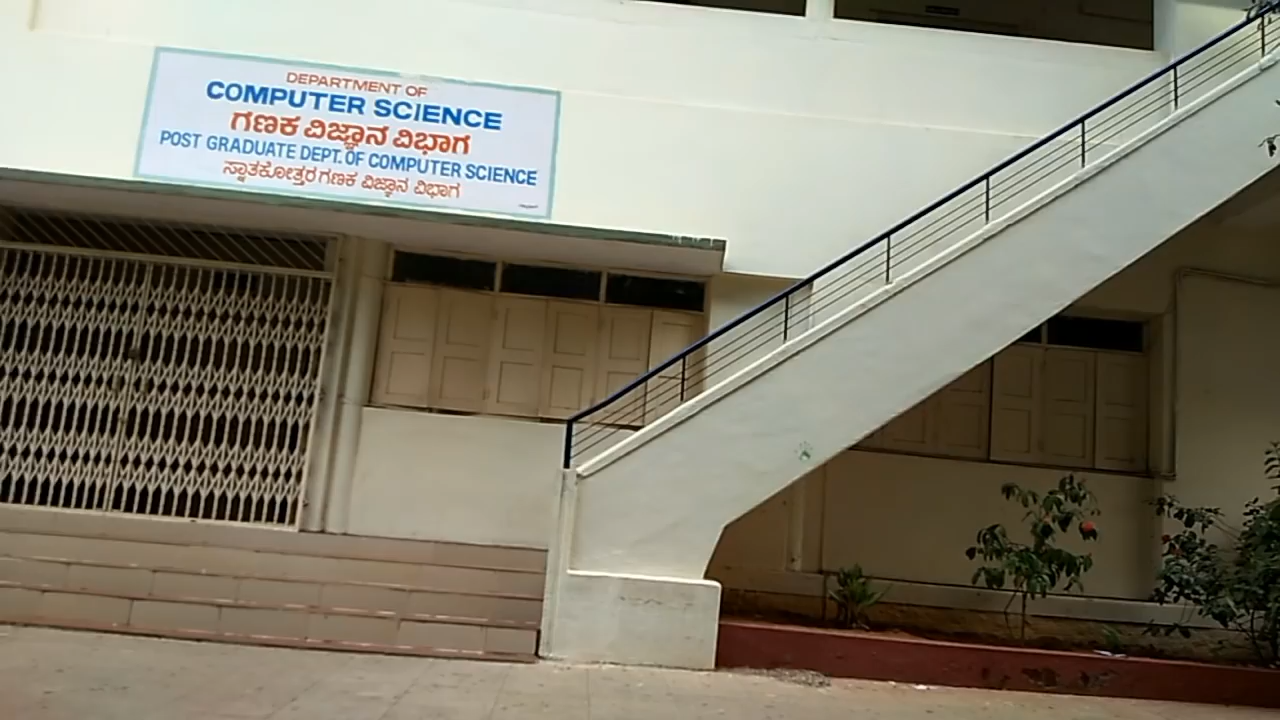 DEPARTMENT OF
COMPUTER SCIENCE
ಗಣಕ ವಿಜ್ಞಾನ ವಿಭಾಗ
POST GRADUATE DEPT. OF COMPUTER SCIENCE
ಸ್ನಾತಕೋತ್ತರ ಗಣಕ ವಿಜ್ಞಾನ ವಿಭಾಗ